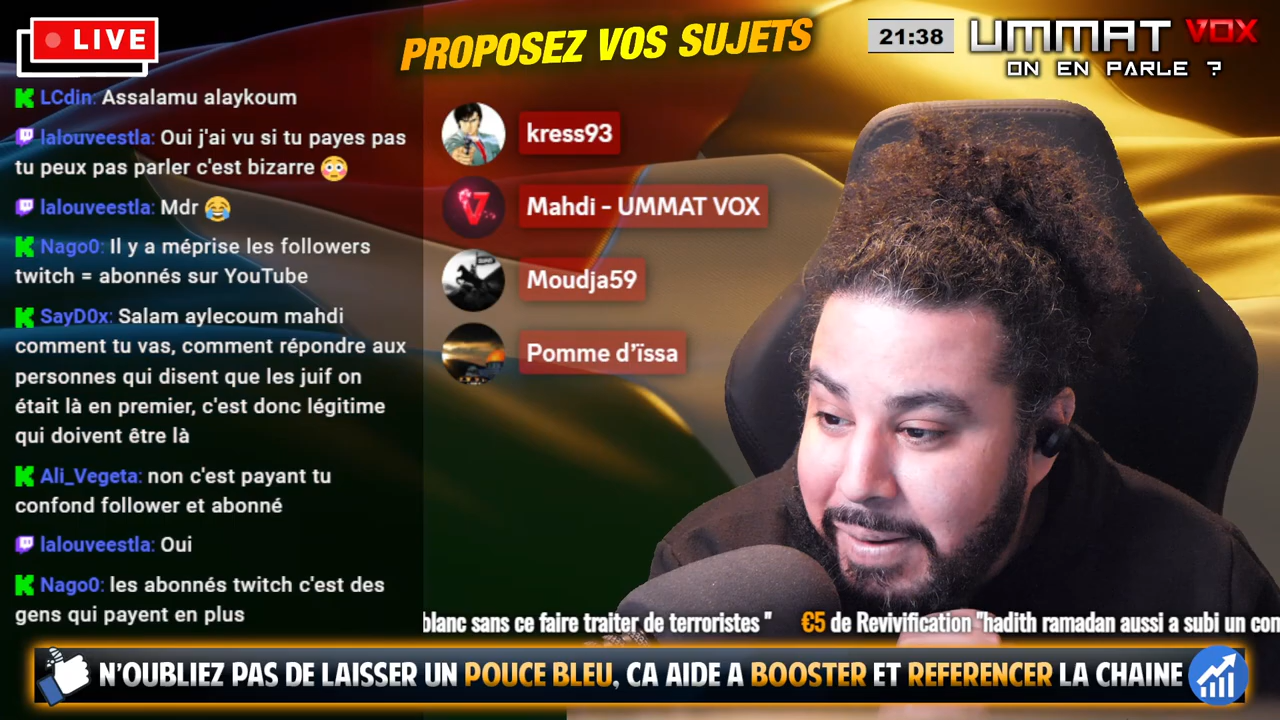 LIVE
PROPOSEZ VOS SUJETS
21:38
UMMAT VOX
ON EN PARLE ?
LCdin: Assalamu alaykoum
lalouveestla: Oui j'ai vu si tu payes pas
tu peux pas parler c'est bizarre
lalouveestla: Mdr
Nago0: Il y a méprise les followers
twitch = abonnés sur YouTube
SayD0x: Salam aylecoum mahdi
comment tu vas, comment répondre aux
personnes qui disent que les juif on
était là en premier, c'est donc légitime
qui doivent être là
Ali_Vegeta: non c'est payant tu
confond follower et abonné
lalouveestla: Oui
Nago0: les abonnés twitch c'est des
gens qui payent en plus
kress93
Mahdi - UMMAT VOX
Moudja59
Pomme d'ïssa
blanc sans ce faire traiter de terroristes " €5 de Revivification "hadith ramadan aussi a subi un con
N'OUBLIEZ PAS DE LAISSER UN POUCE BLEU, CA AIDE A BOOSTER ET REFERENCER LA CHAINE